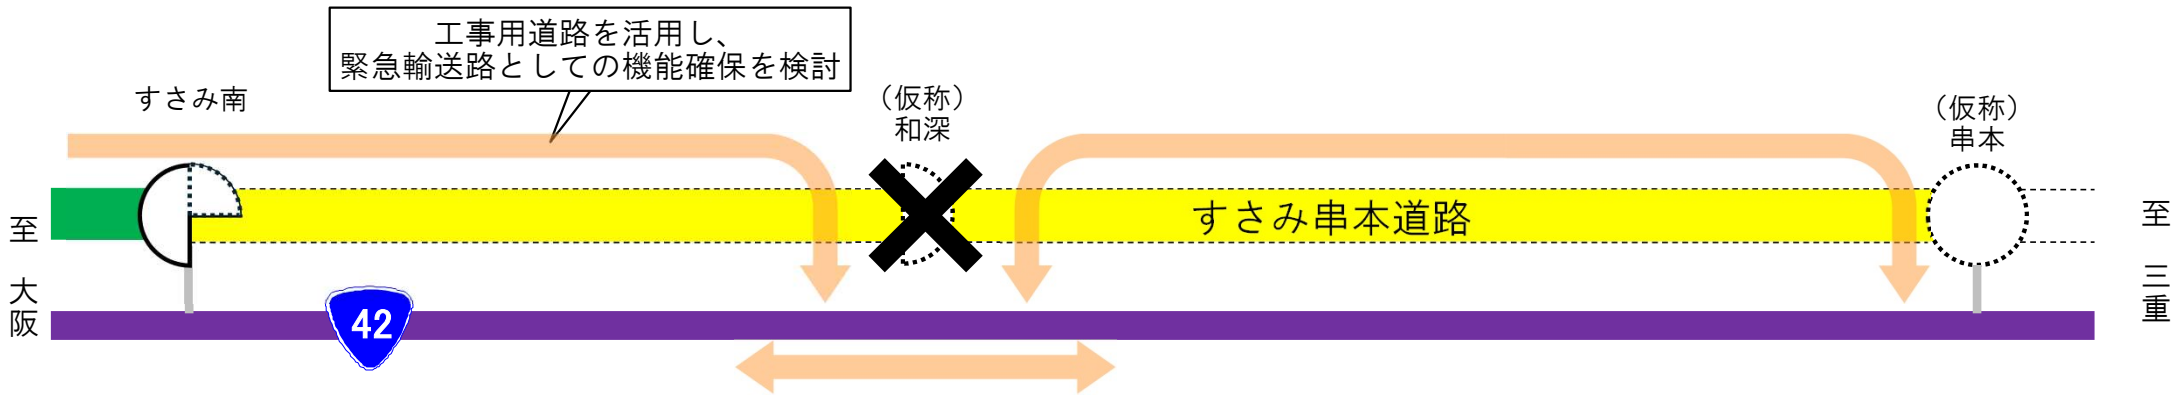 工事用道路を活用し、
緊急輸送路としての機能確保を検討
すさみ南
（仮称）
和深
（仮称）
串本
すさみ串本道路
至 大阪
至 三重
42